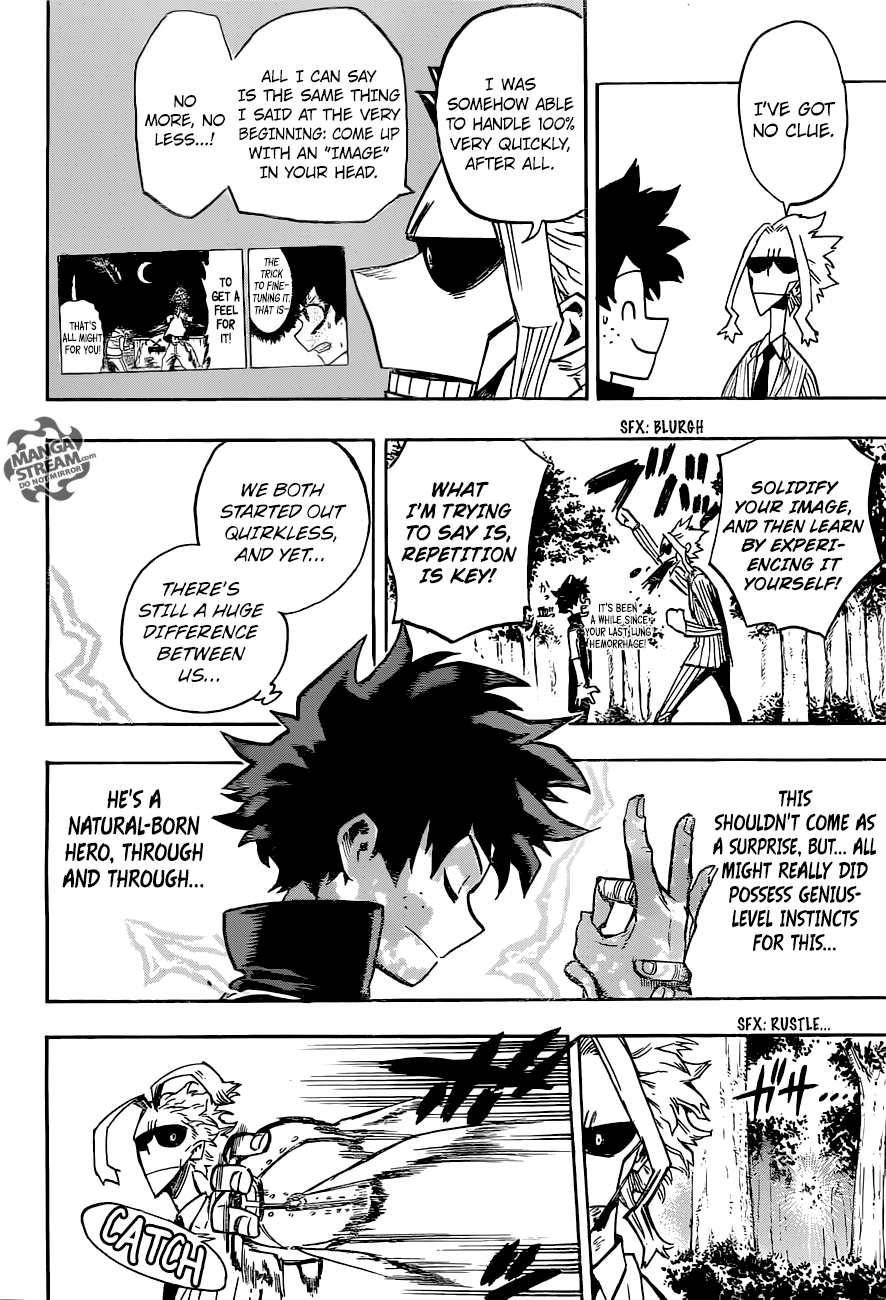 I'VE GOT
NO CLUE.
I WAS
SOMEHOW ABLE
TO HANDLE 100%
VERY QUICKLY,
AFTER ALL.
ALL I CAN SAY
IS THE SAME THING
I SAID AT THE VERY
BEGINNING: COME UP
WITH AN "IMAGE"
IN YOUR HEAD.
NO
MORE, NO
LESS...!
THE
TRICK
TO FINE-
TUNING IT.
THAT IS-
TO
GET A
FEEL
FOR
IT!
THAT'S
ALL MIGHT
FOR YOU!
SFX: BLURGH
SOLIDIFY
YOUR IMAGE,
AND THEN LEARN
BY EXPERI-
ENCING IT
YOURSELF!
ブブブ
WHAT
I'M TRYING
TO SAY IS,
REPETITION
IS KEY!
IT'S BEEN
A WHILE SINCE
YOUR LAST LUNG
HEMORRHAGE!
WE BOTH
STARTED OUT
QUIRKLESS,
AND YET...
THERE'S
STILL A HUGE
DIFFERENCE
BETWEEN
US...
MANGA
STREAM.com
DO NOT MIRROR
THIS
SHOULDN'T COME AS
A SURPRISE, BUT... ALL
MIGHT REALLY DID
POSSESS GENIUS-
LEVEL INSTINCTS
FOR THIS...
HE'S A
NATURAL-BORN
HERO, THROUGH
AND THROUGH...
SFX: RUSTLE...
ガサ...
CATCH